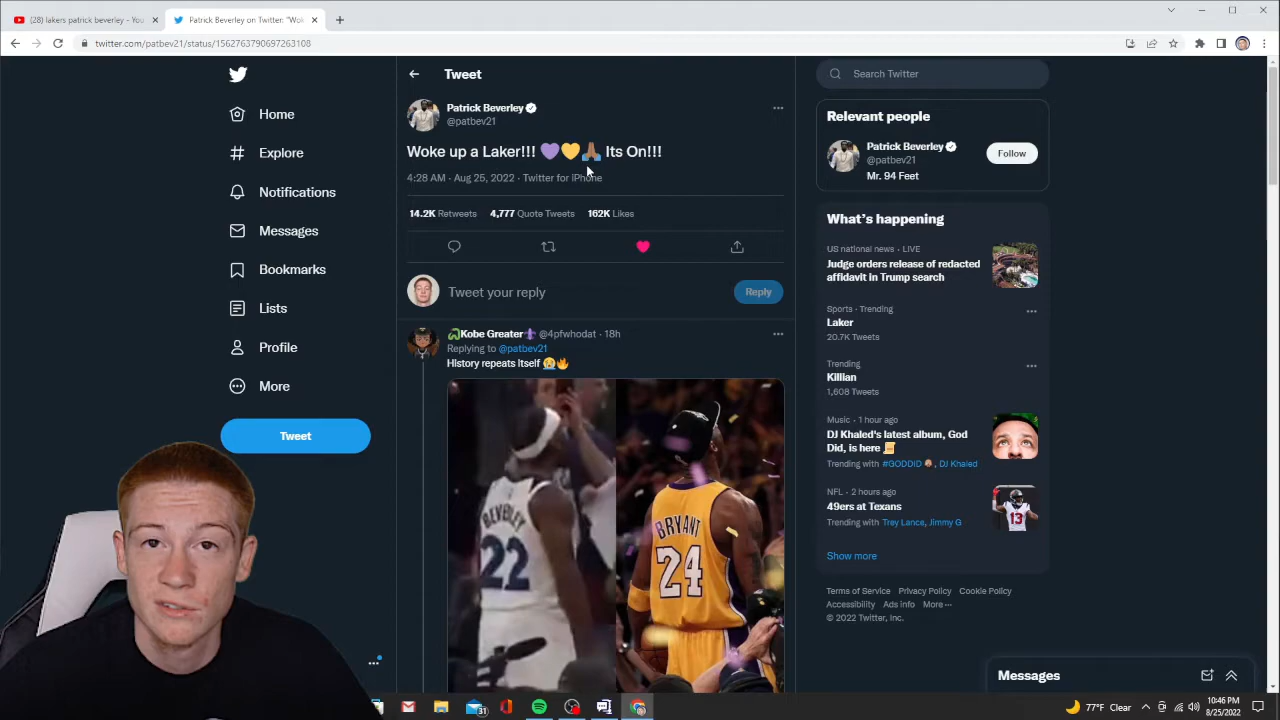 (28) lakers patrick beverley - You
Patrick Beverley on Twitter: "Wok
twitter.com/patbev21/status/1562763790697263108
Home
Explore
Notifications
Messages
Bookmarks
Lists
Profile
More
Tweet
Tweet
Patrick Beverley
@patbev21
Woke up a Laker!!! 💜💛🙏🏾 Its On!!!
4:28 AM · Aug 25, 2022 · Twitter for iPhone
14.2K Retweets 4,777 Quote Tweets 162K Likes
Tweet your reply
Reply
Kobe Greater @4pfwhodat · 18h
Replying to @patbev21
History repeats itself 😭🔥
BEVERLEY
22
BRYANT
24
Search Twitter
Relevant people
Patrick Beverley
@patbev21
Mr. 94 Feet
Follow
What's happening
US national news · LIVE
Judge orders release of redacted
affidavit in Trump search
Sports · Trending
Laker
20.7K Tweets
Trending
Killian
1,608 Tweets
Music · 1 hour ago
DJ Khaled's latest album, God
Did, is here
Trending with #GODDID, DJ Khaled
NFL · 2 hours ago
49ers at Texans
Trending with Trey Lance, Jimmy G
13
Show more
Terms of Service Privacy Policy Cookie Policy
Accessibility Ads info More ···
© 2022 Twitter, Inc.
Messages
31
77°F Clear
10:46 PM
8/25/2022